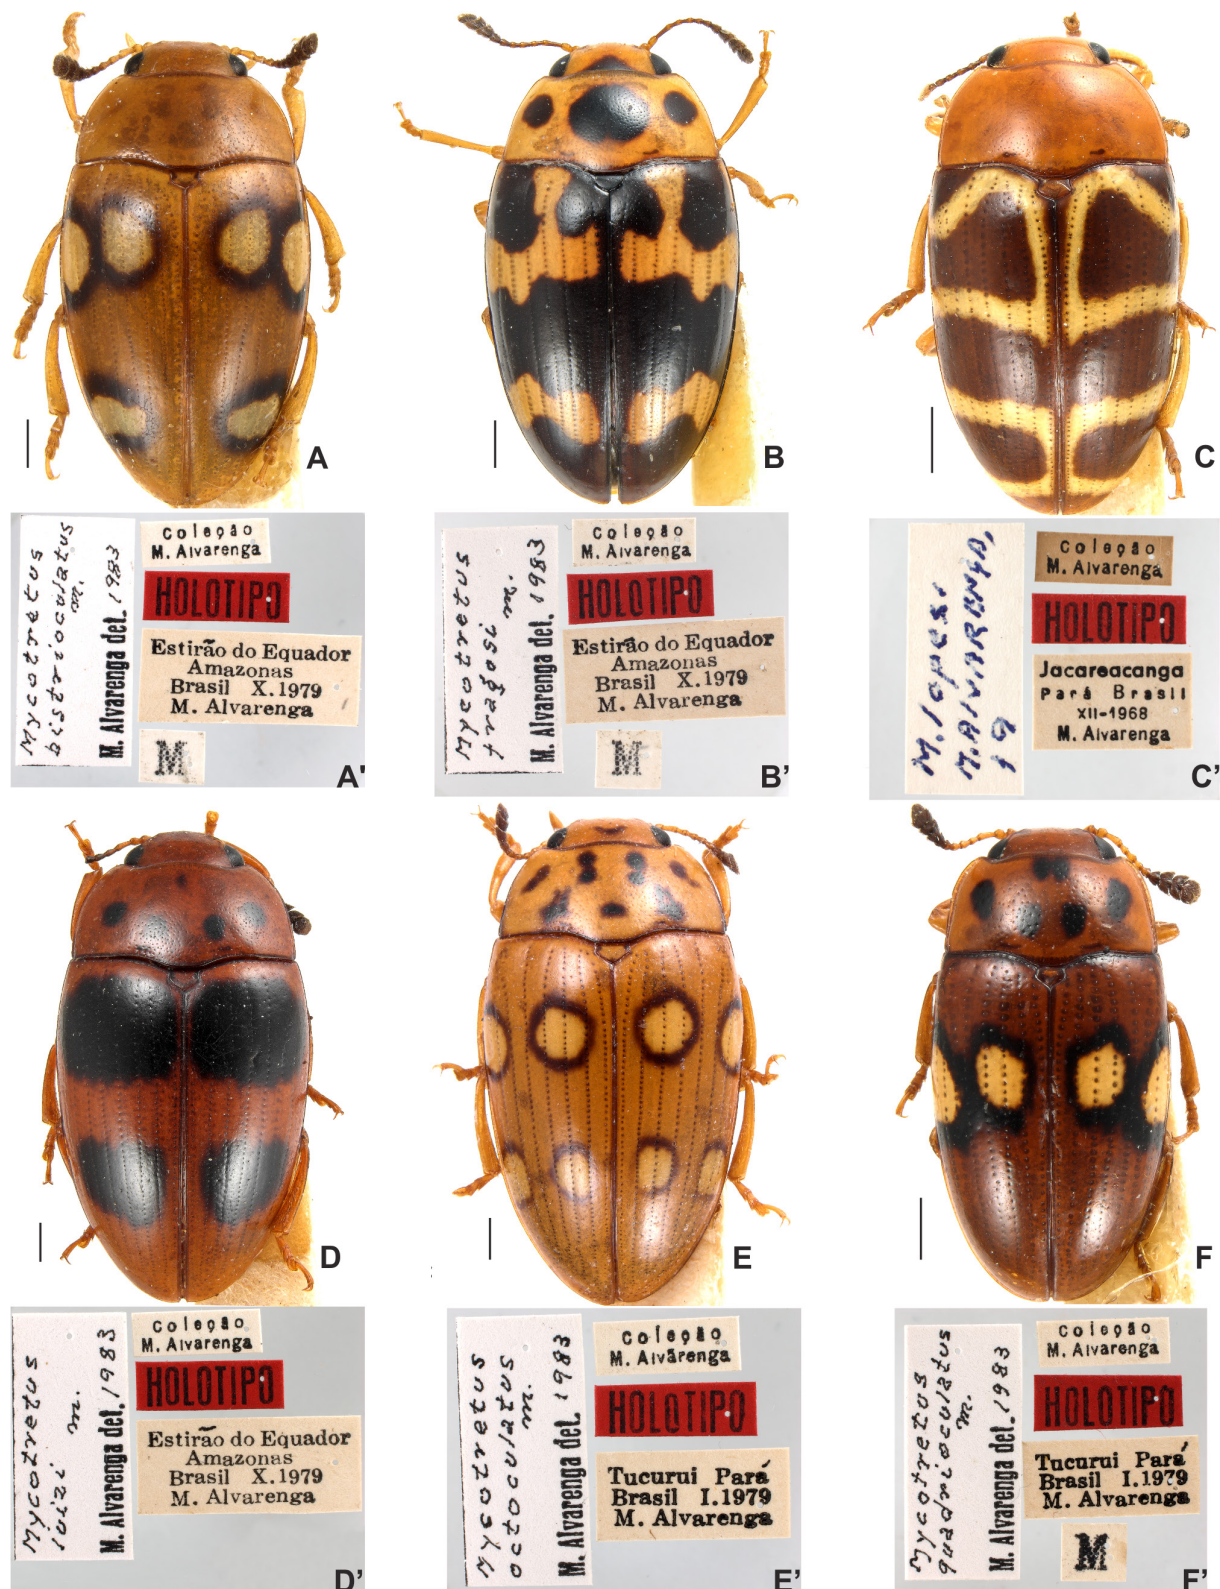 A
B
C
Mycotretus
bistriocolatus
m.
M. Alvarenga det. 1983
Coleção
M. Alvarenga
HOLOTIPO
Estirão do Equador
Amazonas
Brasil X.1979
M. Alvarenga
M
A'
Mycotretus
fragosi m.
M. Alvarenga det. 1983
Coleção
M. Alvarenga
HOLOTIPO
Estirão do Equador
Amazonas
Brasil X.1979
M. Alvarenga
M
B'
M. lopesi
M. ALVARENGA,
19
Coleção
M. Alvarenga
HOLOTIPO
Jacareacanga
Pará Brasil
XII-1968
M. Alvarenga
C'
D
E
F
Mycotretus
m.
M. Alvarenga det. 1983
Coleção
M. Alvarenga
HOLOTIPO
Estirão do Equador
Amazonas
Brasil X.1979
M. Alvarenga
D'
Mycotretus
octoculatus
m.
M. Alvarenga det. 1983
Coleção
M. Alvarenga
HOLOTIPO
Tucurui Pará
Brasil I.1979
M. Alvarenga
E'
Mycotretus
quadrioculatus
m.
M. Alvarenga det. 1983
Coleção
M. Alvarenga
HOLOTIPO
Tucurui Pará
Brasil I.1979
M. Alvarenga
M
F'